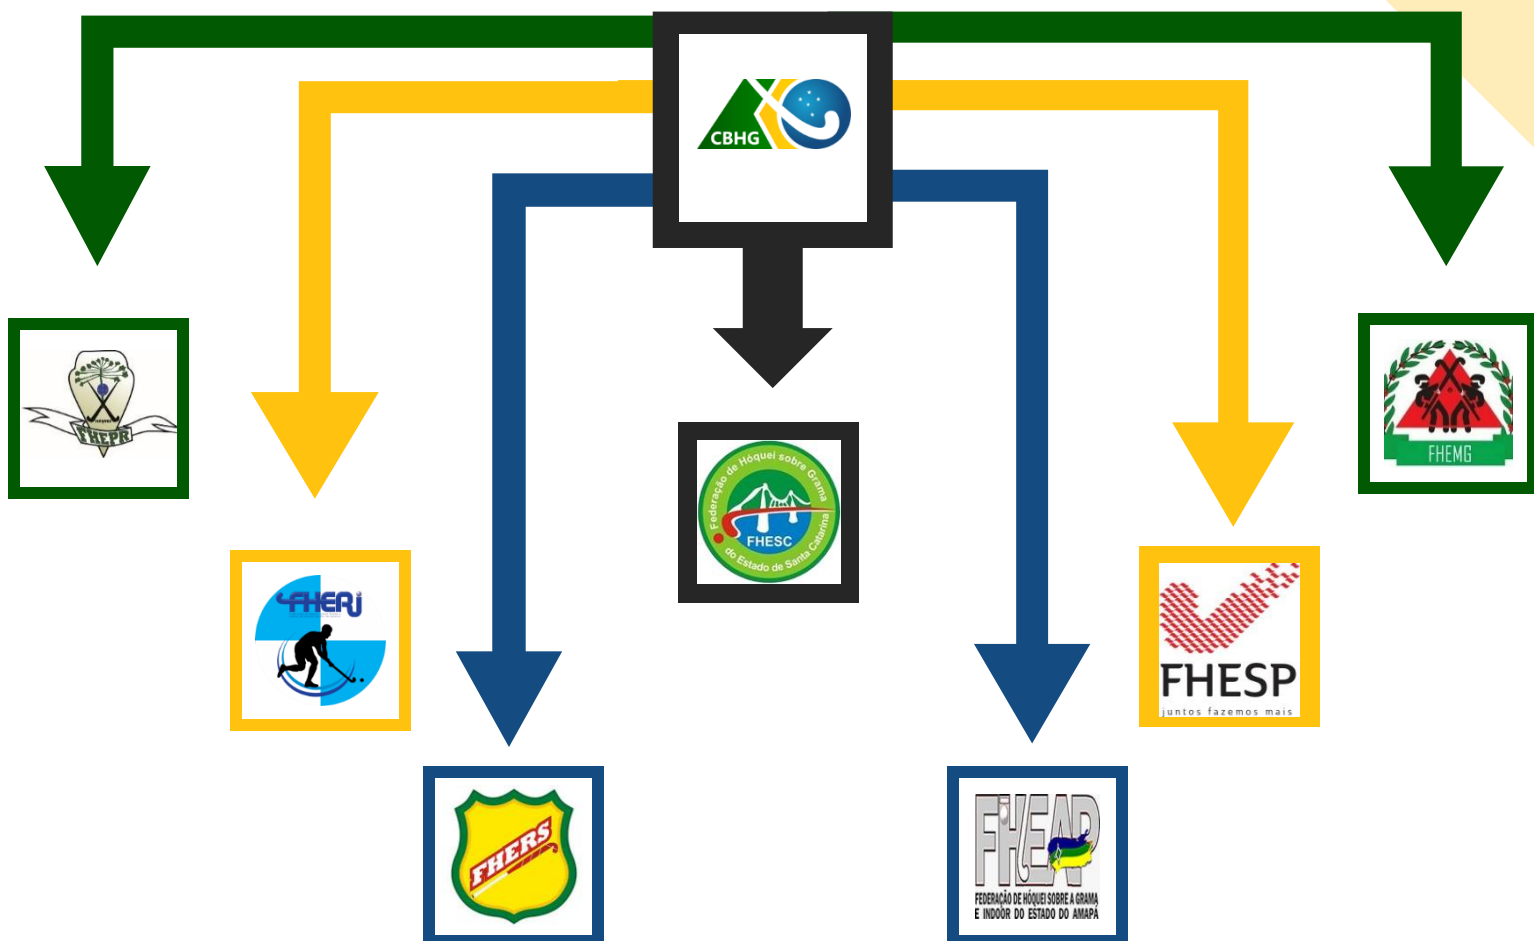 CBHG
FHEPR
FHEMG
Federação de Hóquei sobre Grama
do Estado de Santa Catarina
FHESC
FHERJ
FHESP
juntos fazemos mais
FHERS
FHEAP
FEDERAÇÃO DE HÓQUEI SOBRE A GRAMA
E INDOOR DO ESTADO DO AMAPÁ